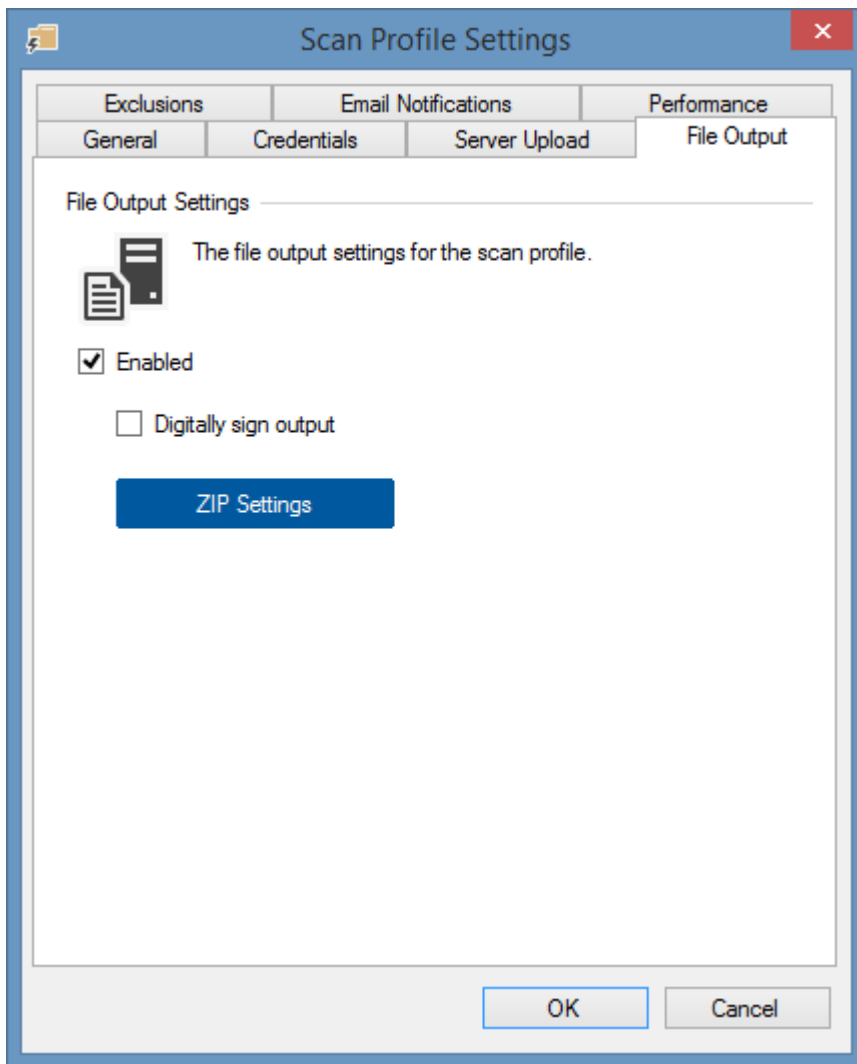 Scan Profile Settings
Exclusions Email Notifications Performance
General Credentials Server Upload File Output
File Output Settings
The file output settings for the scan profile.
Enabled
Digitally sign output
ZIP Settings
OK Cancel